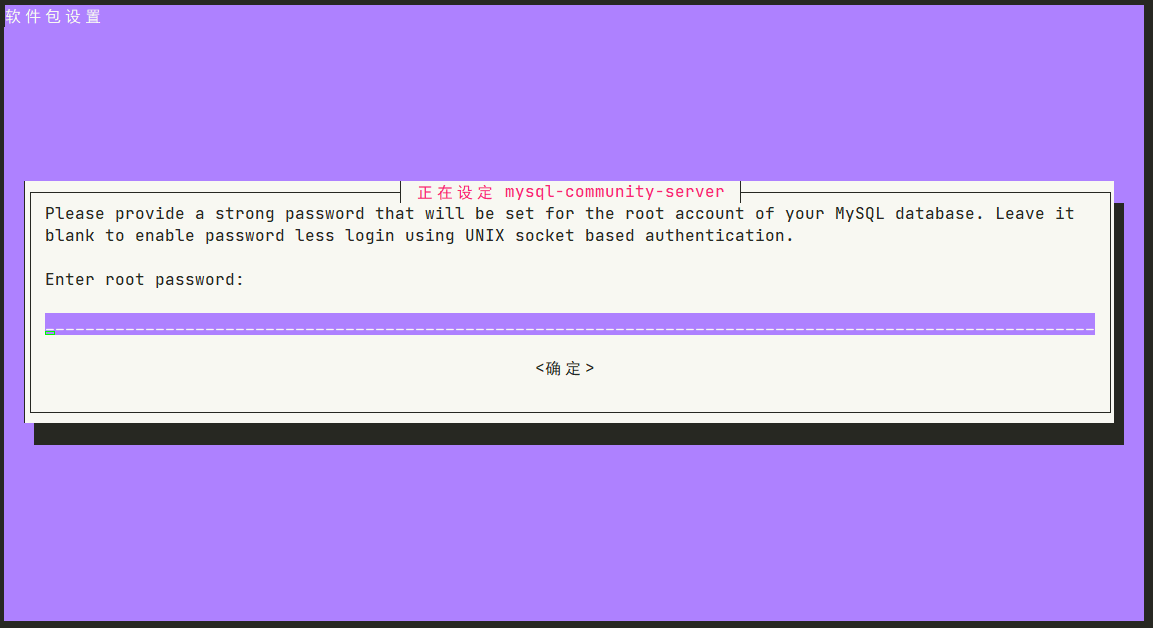 软件包设置
正在设定 mysql-community-server
Please provide a strong password that will be set for the root account of your MySQL database. Leave it
blank to enable password less login using UNIX socket based authentication.
Enter root password:
<确定>